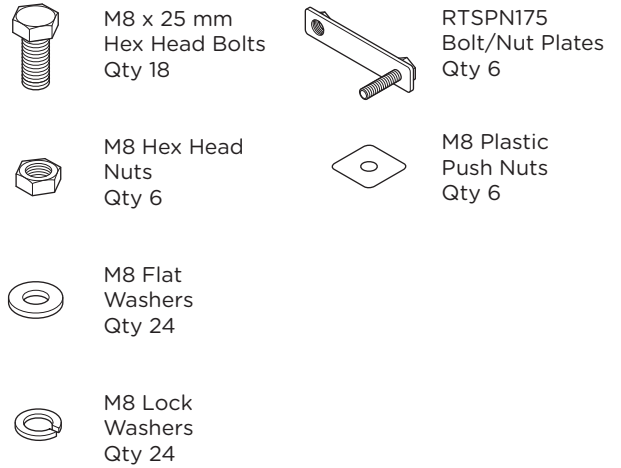 M8 x 25 mm
Hex Head Bolts
Qty 18
RTSPN175
Bolt/Nut Plates
Qty 6
M8 Hex Head
Nuts
Qty 6
M8 Plastic
Push Nuts
Qty 6
M8 Flat
Washers
Qty 24
M8 Lock
Washers
Qty 24